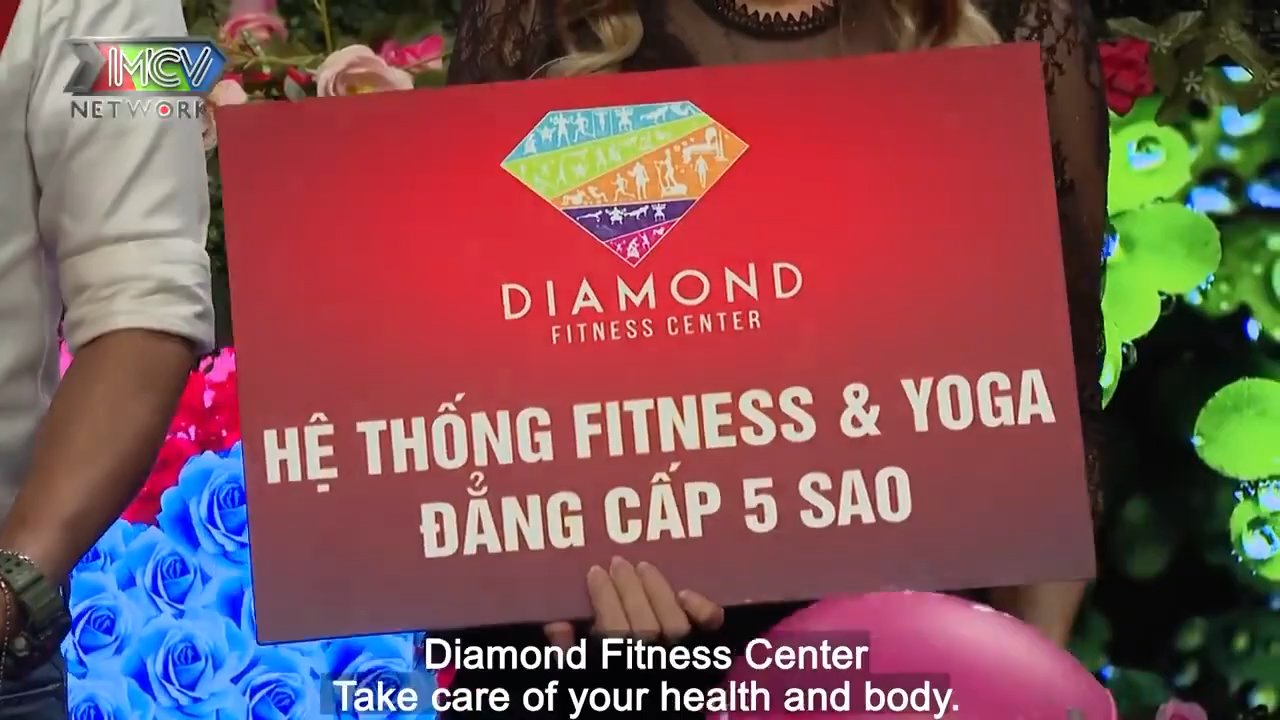 MCV
NETWORK
DIAMOND
FITNESS CENTER
HỆ THỐNG FITNESS & YOGA
ĐẲNG CẤP 5 SAO
Diamond Fitness Center
Take care of your health and body.